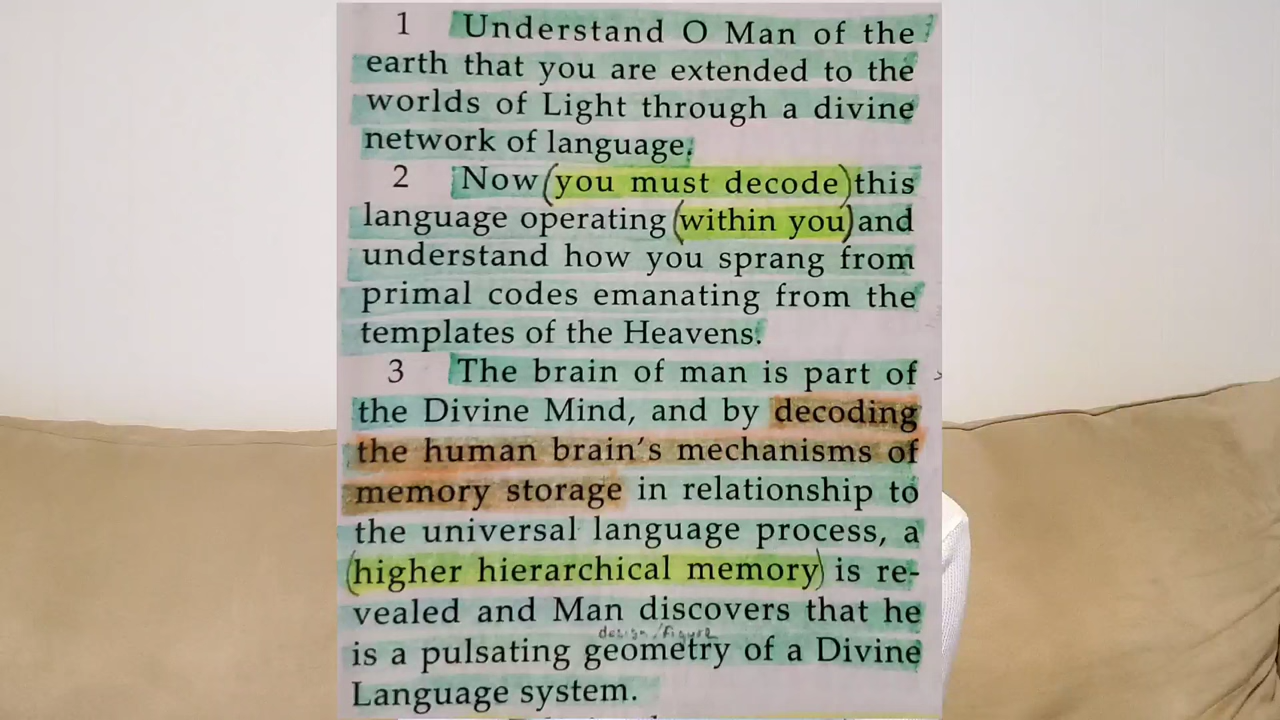 1 Understand O Man of the
earth that you are extended to the
worlds of Light through a divine
network of language.
2 Now (you must decode) this
language operating (within you) and
understand how you sprang from
primal codes emanating from the
templates of the Heavens.
3 The brain of man is part of
the Divine Mind, and by decoding
the human brain's mechanisms of
memory storage in relationship to
the universal language process, a
(higher hierarchical memory) is re-
vealed and Man discovers that he
design/figure
is a pulsating geometry of a Divine
Language system.